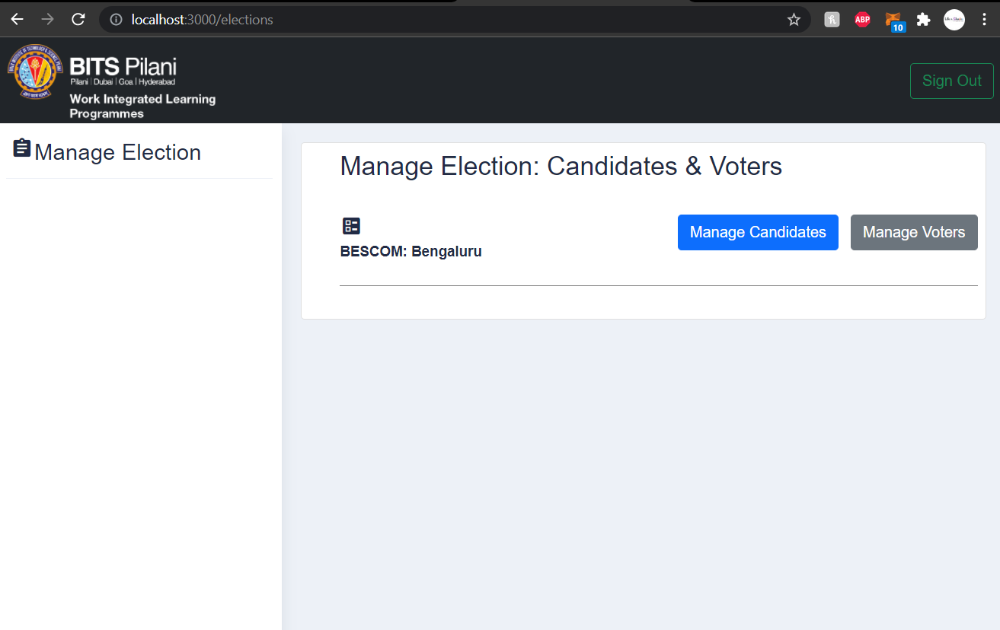 localhost:3000/elections
ABP
10
BITS Pilani
Pilani | Dubai | Goa | Hyderabad
Work Integrated Learning
Programmes
Sign Out
Manage Election
Manage Election: Candidates & Voters
BESCOM: Bengaluru
Manage Candidates
Manage Voters